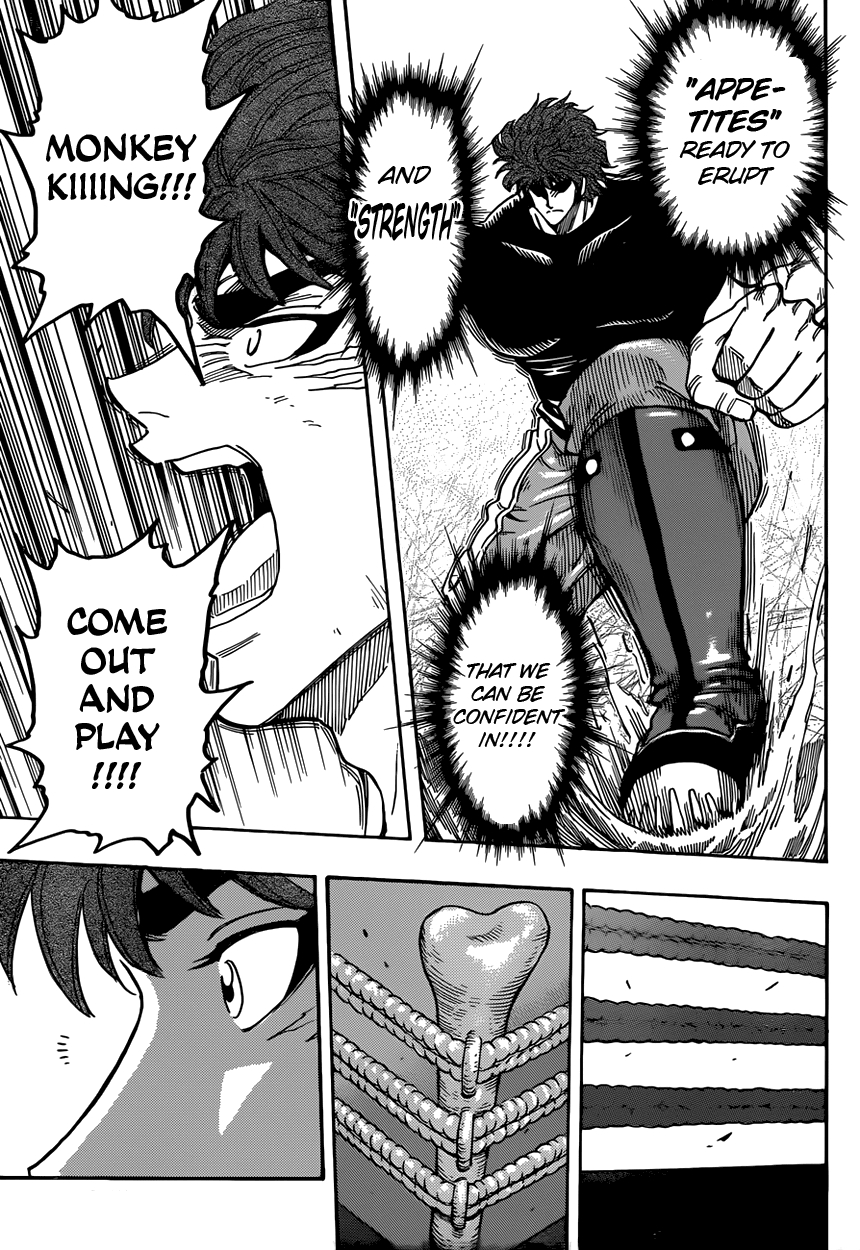 "APPE-
TITES"
READY TO
ERUPT
AND
"STRENGTH"
THAT WE
CAN BE
CONFIDENT
IN!!!!
MONKEY
KIIIING!!!
COME
OUT
AND
PLAY
!!!!